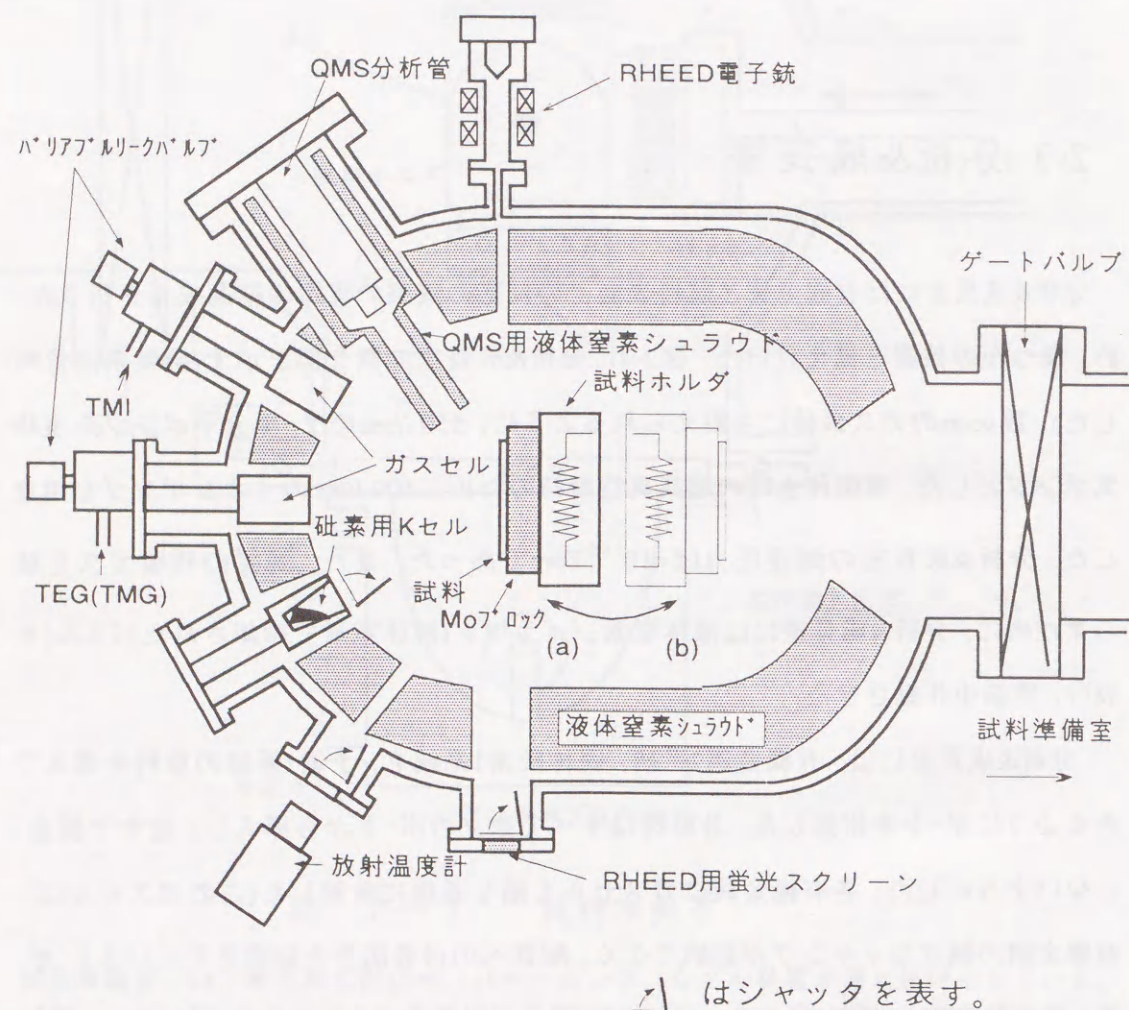 QMS分析管
RHEED電子銃
バリアブルリークバルブ
ゲートバルブ
QMS用液体窒素シュラウド
試料ホルダ
TMI
ガスセル
砒素用Kセル
TEG(TMG)
試料
Moブロック
(a)
(b)
液体窒素シュラウド
試料準備室
放射温度計
RHEED用蛍光スクリーン
はシャッタを表す。